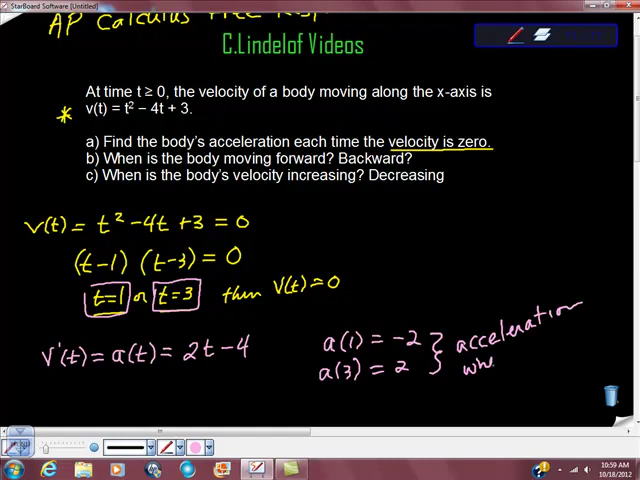 StarBoard Software [Untitled]
AP Calculus Free Resp
C.Lindelof Videos
At time t ≥ 0, the velocity of a body moving along the x-axis is
* v(t) = t² − 4t + 3.
a) Find the body's acceleration each time the velocity is zero.
b) When is the body moving forward? Backward?
c) When is the body's velocity increasing? Decreasing
v(t) = t² − 4t + 3 = 0
(t−1) (t−3) = 0
t=1 or t=3 then v(t) = 0
v'(t) = a(t) = 2t − 4
a(1) = −2 } acceleration
a(3) = 2 } whe
10:59 AM
10/18/2012